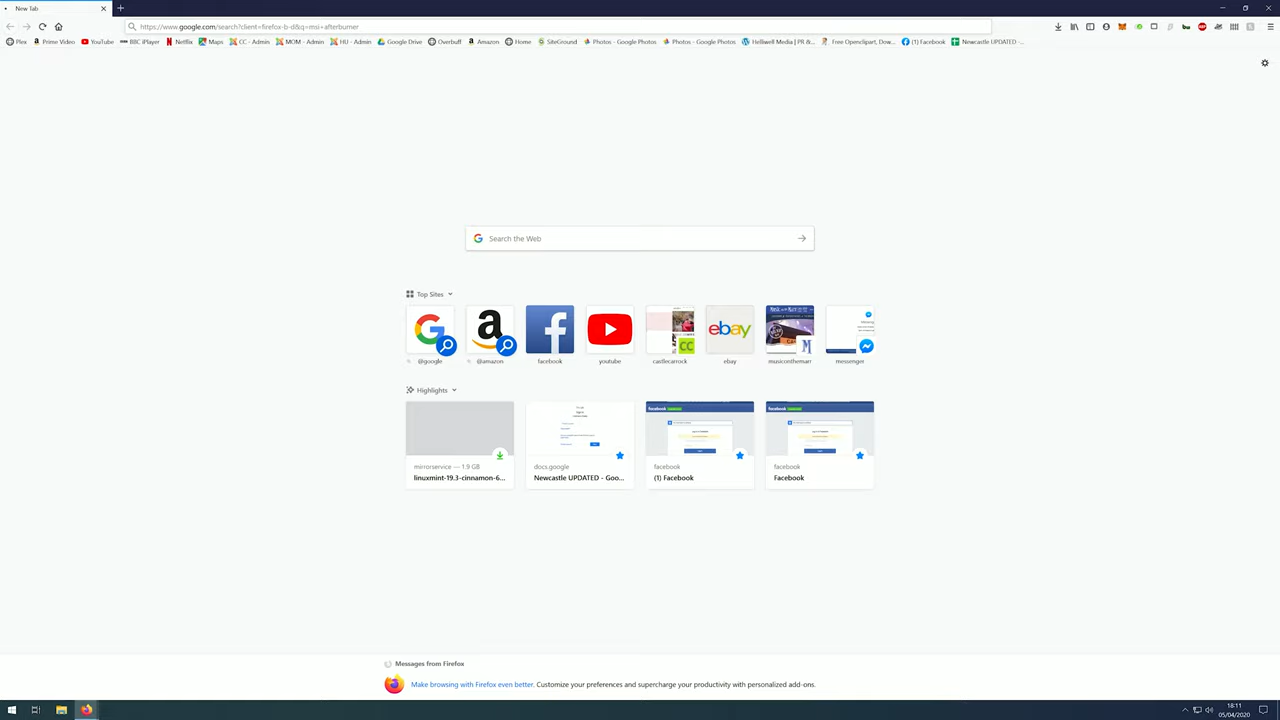 New Tab
https://www.google.com/search?client=firefox-b-d&q=msi+afterburner
Plex Prime Video YouTube BBC iPlayer Netflix Maps CC - Admin MOM - Admin HU - Admin Google Drive Overbuff Amazon Home SiteGround Photos - Google Photos Photos - Google Photos Helliwell Media | PR &... Free Openclipart, Dow... (1) Facebook Newcastle UPDATED -...
Search the Web
Top Sites
@google @amazon facebook youtube castlecarrock ebay musiconthemarr messenger
Highlights
mirrorservice — 1.9 GB
linuxmint-19.3-cinnamon-6...
docs.google
Newcastle UPDATED - Goo...
facebook
(1) Facebook
facebook
Facebook
Messages from Firefox
Make browsing with Firefox even better. Customize your preferences and supercharge your productivity with personalized add-ons.
18:11
05/04/2020